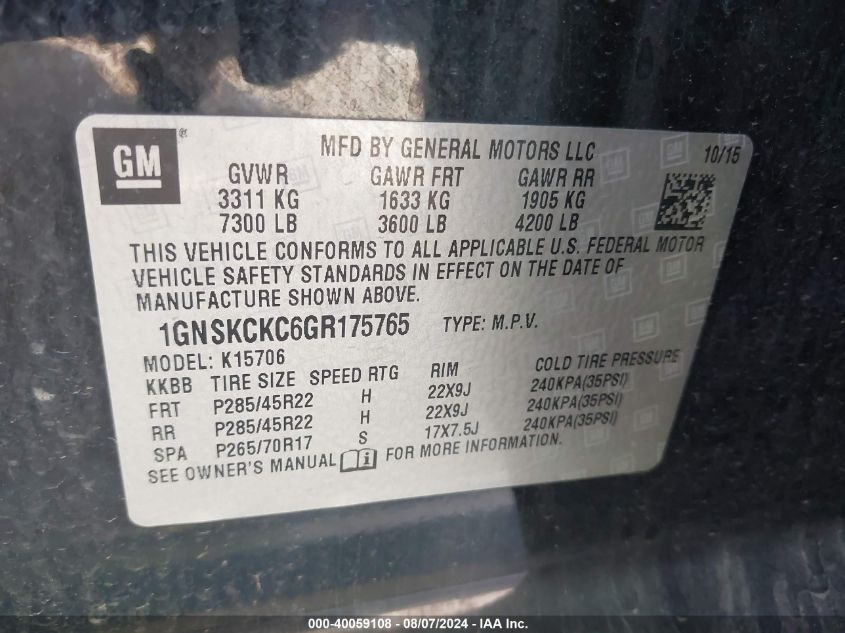 GM ® MFD BY GENERAL MOTORS LLC 10/15
GVWR GAWR FRT GAWR RR
3311 KG 1633 KG 1905 KG
7300 LB 3600 LB 4200 LB
THIS VEHICLE CONFORMS TO ALL APPLICABLE U.S. FEDERAL MOTOR
VEHICLE SAFETY STANDARDS IN EFFECT ON THE DATE OF
MANUFACTURE SHOWN ABOVE.
1GNSKCKC6GR175765 TYPE: M.P.V.
MODEL: K15706
KKBB TIRE SIZE SPEED RTG RIM COLD TIRE PRESSURE
FRT P285/45R22 H 22X9J 240KPA(35PSI)
RR P285/45R22 H 22X9J 240KPA(35PSI)
SPA P265/70R17 S 17X7.5J 240KPA(35PSI)
SEE OWNER'S MANUAL i FOR MORE INFORMATION.
000-40059108 - 08/07/2024 - IAA Inc.